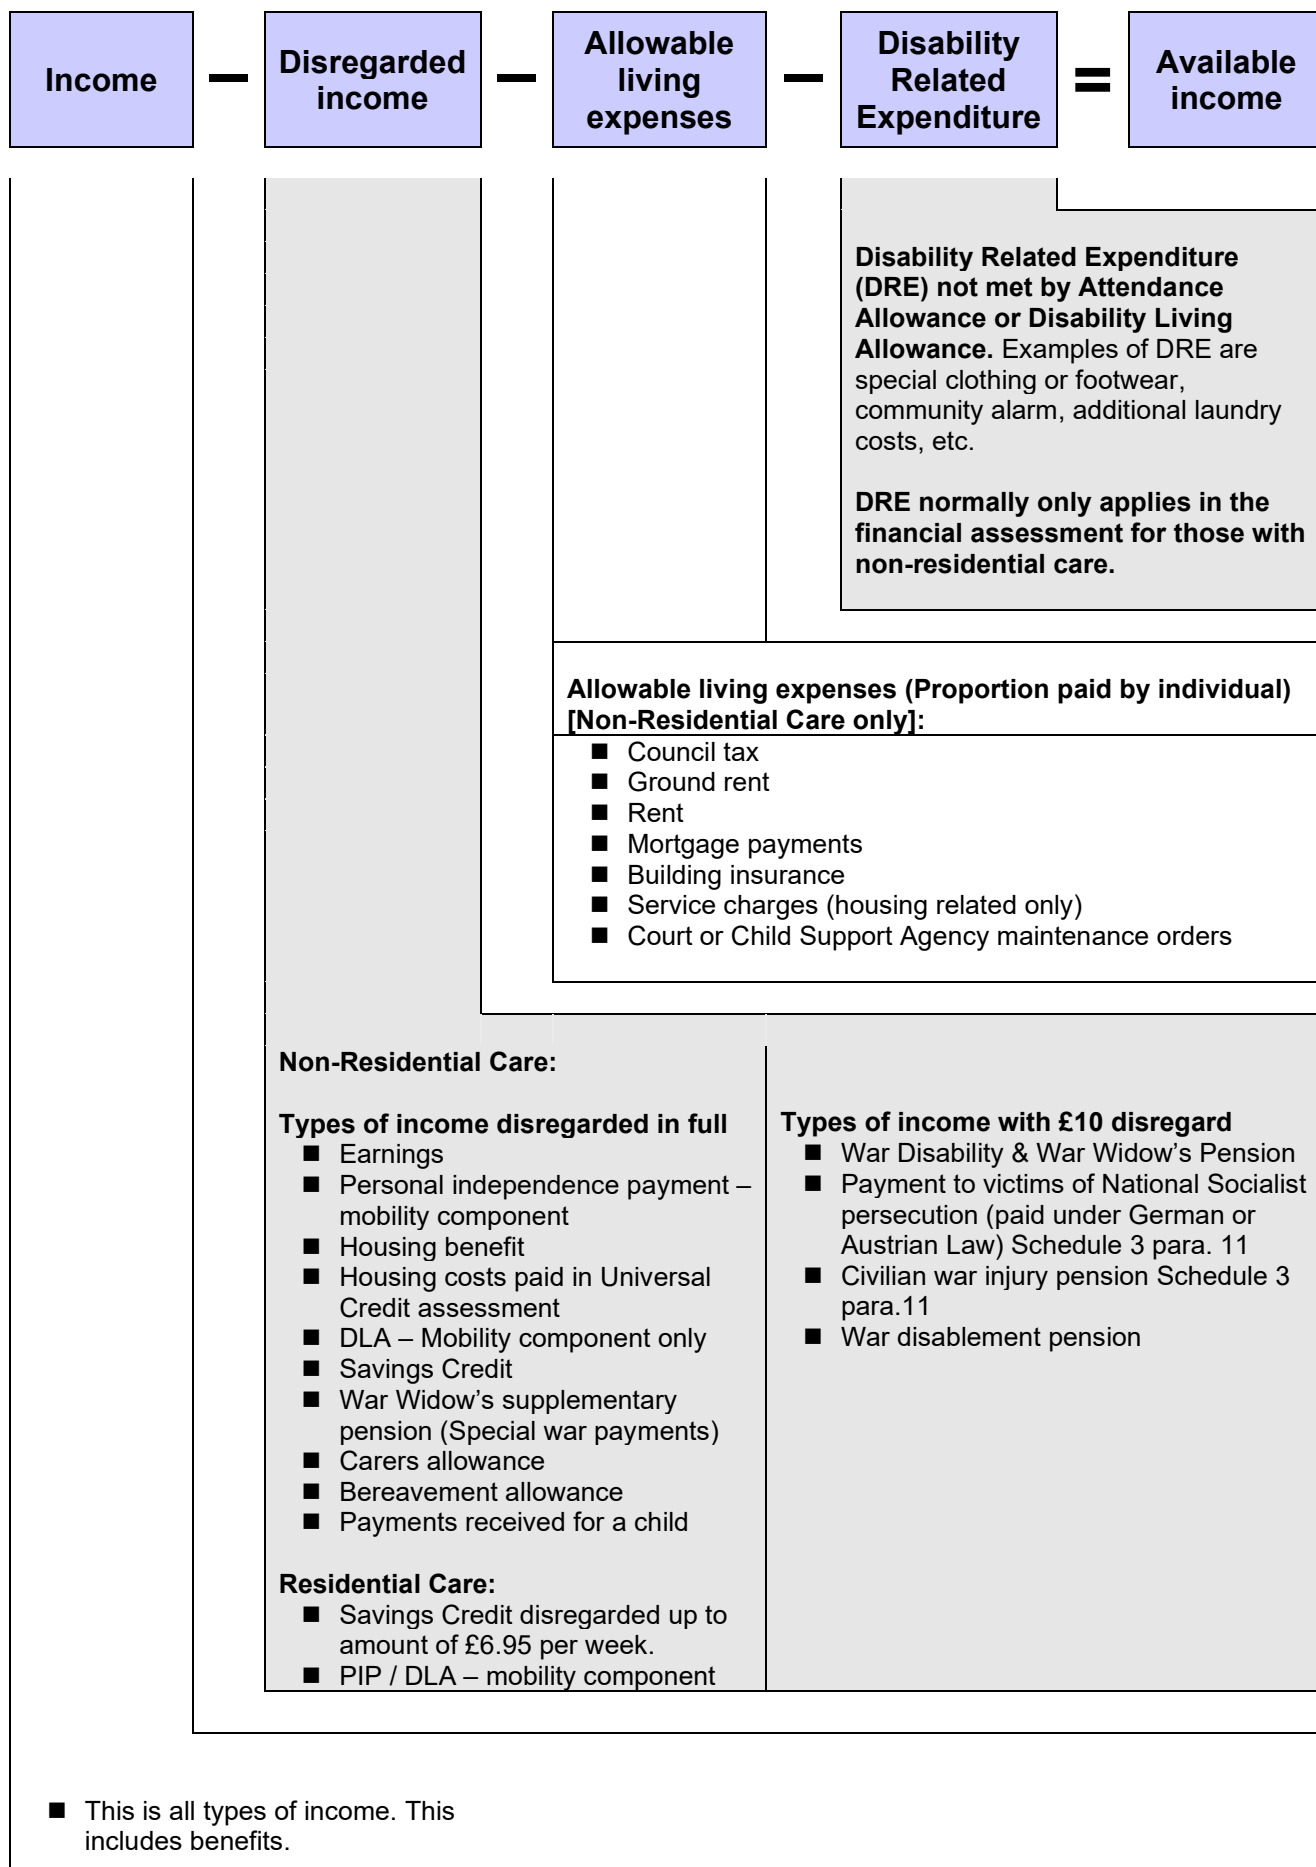 Income — Disregarded income — Allowable living expenses — Disability Related Expenditure = Available income
Disability Related Expenditure
(DRE) not met by Attendance
Allowance or Disability Living
Allowance. Examples of DRE are
special clothing or footwear,
community alarm, additional laundry
costs, etc.
DRE normally only applies in the
financial assessment for those with
non-residential care.
Allowable living expenses (Proportion paid by individual)
[Non-Residential Care only]:
■ Council tax
■ Ground rent
■ Rent
■ Mortgage payments
■ Building insurance
■ Service charges (housing related only)
■ Court or Child Support Agency maintenance orders
Non-Residential Care:
Types of income disregarded in full
■ Earnings
■ Personal independence payment –
mobility component
■ Housing benefit
■ Housing costs paid in Universal
Credit assessment
■ DLA – Mobility component only
■ Savings Credit
■ War Widow’s supplementary
pension (Special war payments)
■ Carers allowance
■ Bereavement allowance
■ Payments received for a child
Residential Care:
■ Savings Credit disregarded up to
amount of £6.95 per week.
■ PIP / DLA – mobility component
Types of income with £10 disregard
■ War Disability & War Widow’s Pension
■ Payment to victims of National Socialist
persecution (paid under German or
Austrian Law) Schedule 3 para. 11
■ Civilian war injury pension Schedule 3
para.11
■ War disablement pension
■ This is all types of income. This
includes benefits.